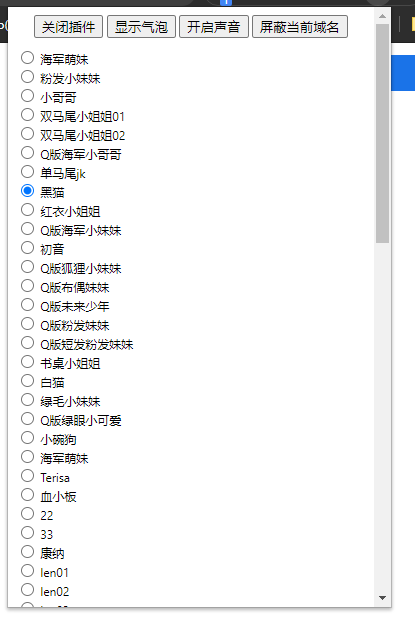 关闭插件 显示气泡 开启声音 屏蔽当前域名
海军萌妹
粉发小妹妹
小哥哥
双马尾小姐姐01
双马尾小姐姐02
Q版海军小哥哥
单马尾jk
黑猫
红衣小姐姐
Q版海军小妹妹
初音
Q版狐狸小妹妹
Q版布偶妹妹
Q版未来少年
Q版粉发妹妹
Q版短发粉发妹妹
书桌小姐姐
白猫
绿毛小妹妹
Q版绿眼小可爱
小碗狗
海军萌妹
Terisa
血小板
22
33
康纳
len01
len02